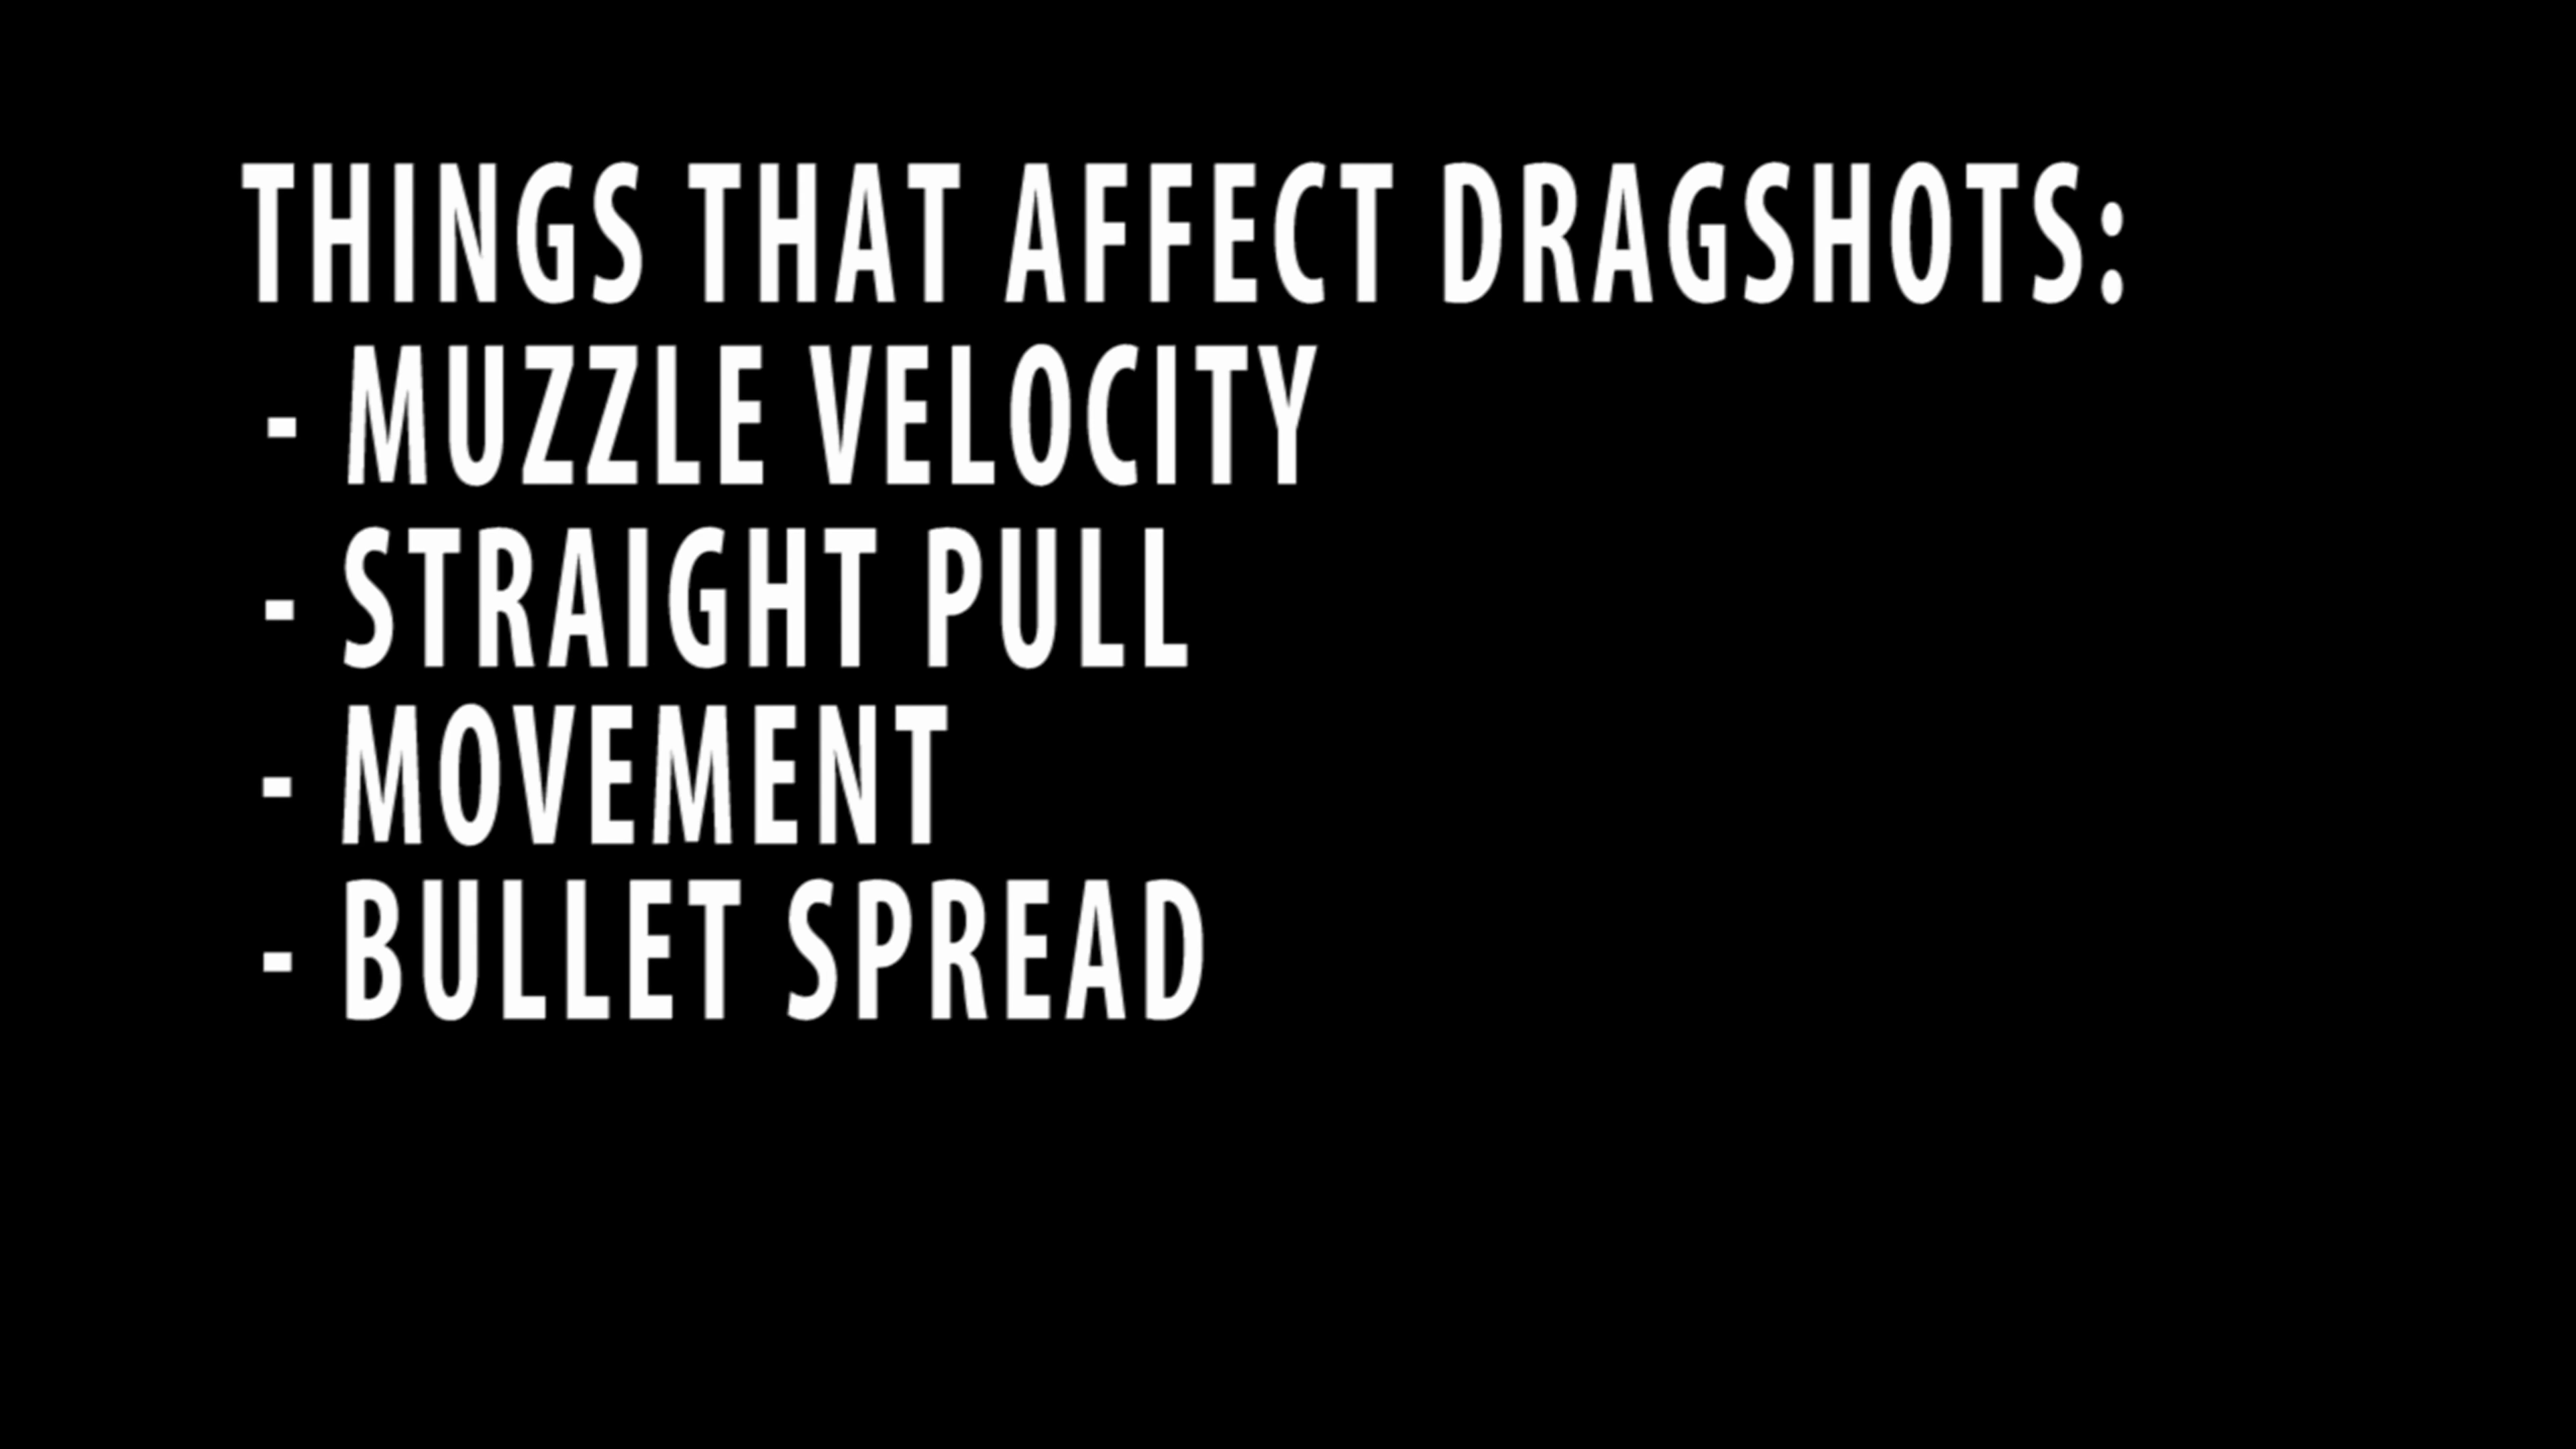 THINGS THAT AFFECT DRAGSHOTS:
- MUZZLE VELOCITY
- STRAIGHT PULL
- MOVEMENT
- BULLET SPREAD